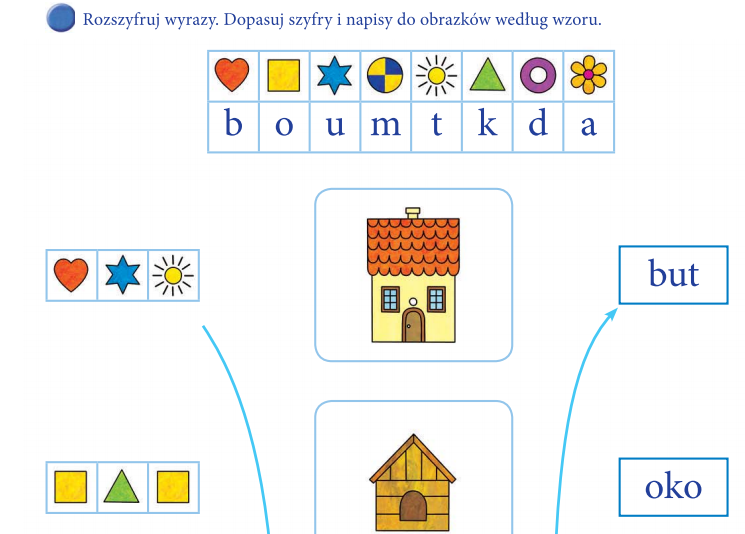 Rozszyfruj wyrazy. Dopasuj szyfry i napisy do obrazków według wzoru.
b o u m t k d a
but
oko